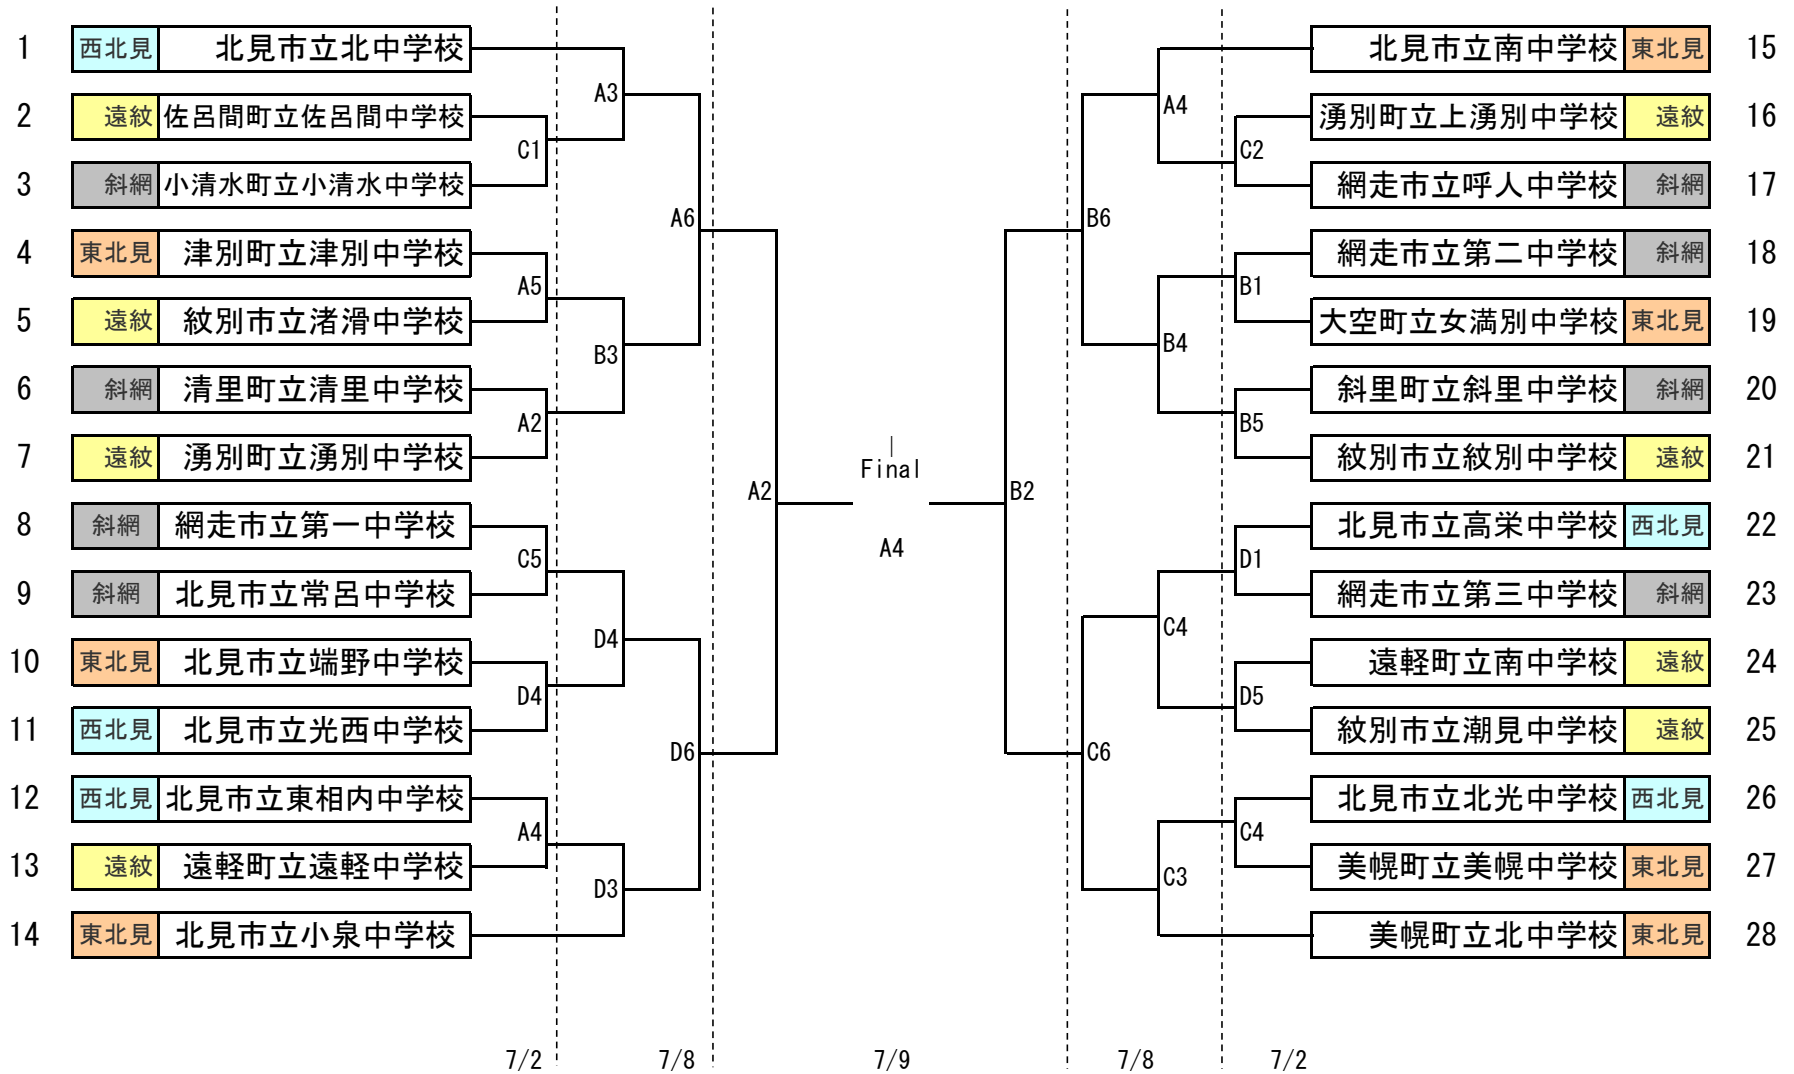 1 西北見 北見市立北中学校
2 遠紋 佐呂間町立佐呂間中学校
3 斜網 小清水町立小清水中学校
4 東北見 津別町立津別中学校
5 遠紋 紋別市立渚滑中学校
6 斜網 清里町立清里中学校
7 遠紋 湧別町立湧別中学校
8 斜網 網走市立第一中学校
9 斜網 北見市立常呂中学校
10 東北見 北見市立端野中学校
11 西北見 北見市立光西中学校
12 西北見 北見市立東相内中学校
13 遠紋 遠軽町立遠軽中学校
14 東北見 北見市立小泉中学校
C1
A5
A2
C5
D4
A4
A3
B3
D4
D3
A6
D6
A2
Final
A4
B2
B6
C6
A4
B4
C4
C3
C2
B1
B5
D1
D5
C4
北見市立南中学校 東北見 15
湧別町立上湧別中学校 遠紋 16
網走市立呼人中学校 斜網 17
網走市立第二中学校 斜網 18
大空町立女満別中学校 東北見 19
斜里町立斜里中学校 斜網 20
紋別市立紋別中学校 遠紋 21
北見市立高栄中学校 西北見 22
網走市立第三中学校 斜網 23
遠軽町立南中学校 遠紋 24
紋別市立潮見中学校 遠紋 25
北見市立北光中学校 西北見 26
美幌町立美幌中学校 東北見 27
美幌町立北中学校 東北見 28
7/2 7/8 7/9 7/8 7/2